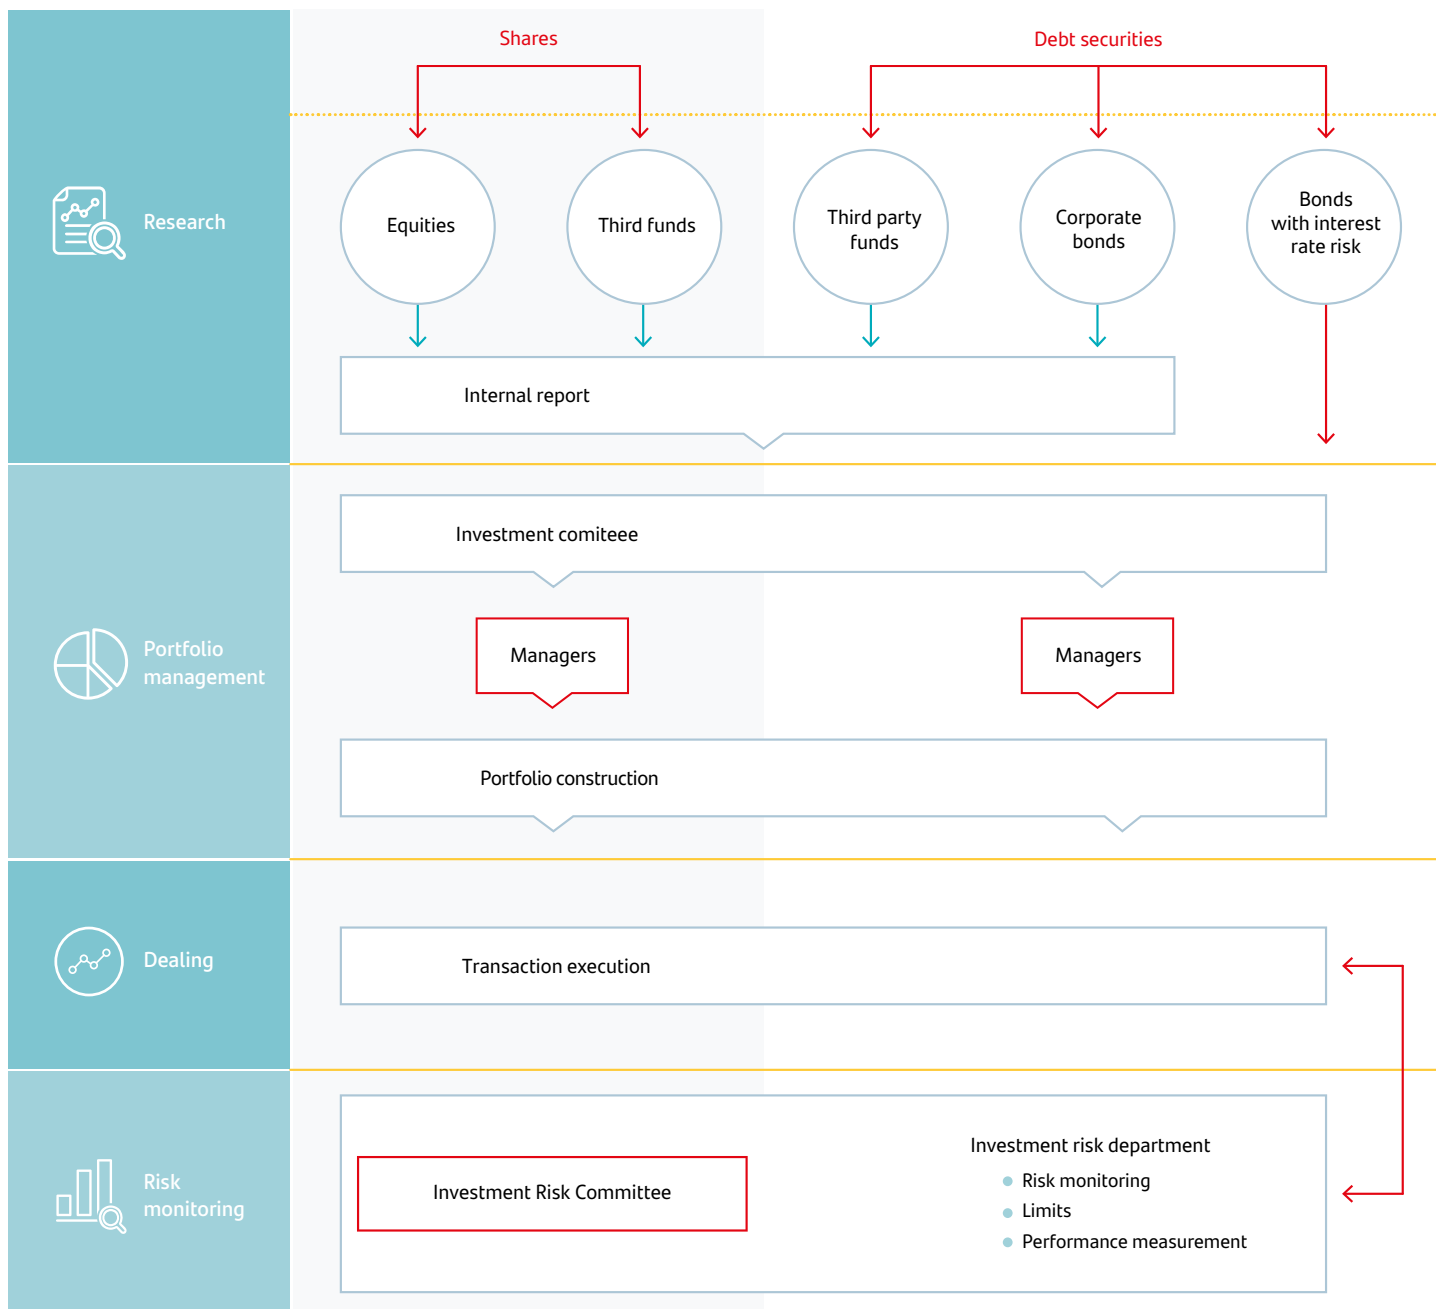 Shares
Debt securities
Research
Equities
Third funds
Third party
funds
Corporate
bonds
Bonds
with interest
rate risk
Internal report
Portfolio
management
Investment comiteee
Managers
Managers
Portfolio construction
Dealing
Transaction execution
Risk
monitoring
Investment Risk Committee
Investment risk department
Risk monitoring
Limits
Performance measurement